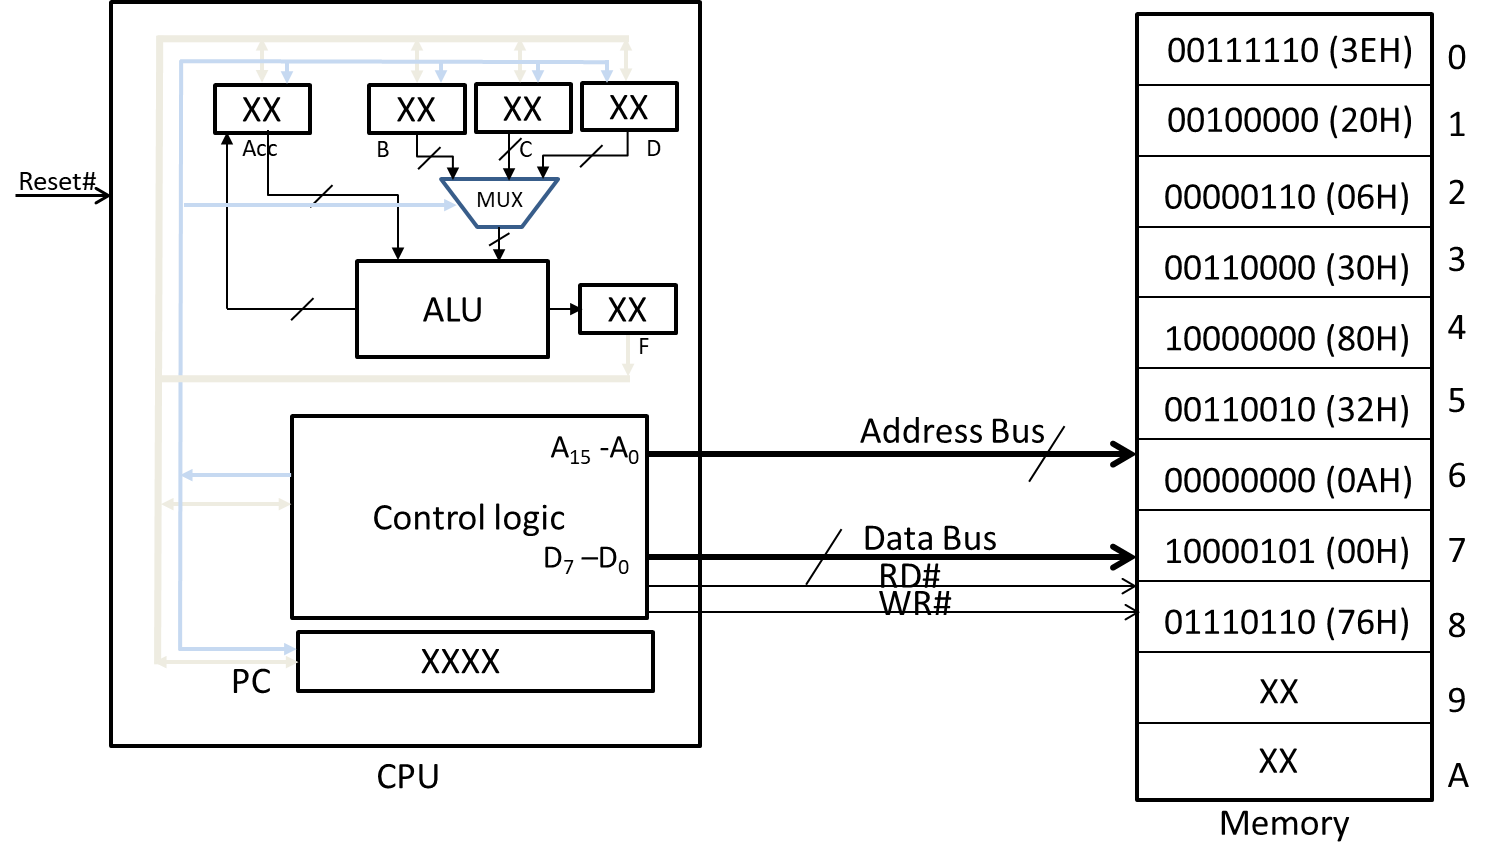 Reset#
XX
XX
XX
XX
Acc
B
C
D
MUX
ALU
XX
F
A15 -A0
Control logic
D7 –D0
PC
XXXX
CPU
Address Bus
Data Bus
RD#
WR#
00111110 (3EH) 0
00100000 (20H) 1
00000110 (06H) 2
00110000 (30H) 3
10000000 (80H) 4
00110010 (32H) 5
00000000 (0AH) 6
10000101 (00H) 7
01110110 (76H) 8
XX 9
XX A
Memory